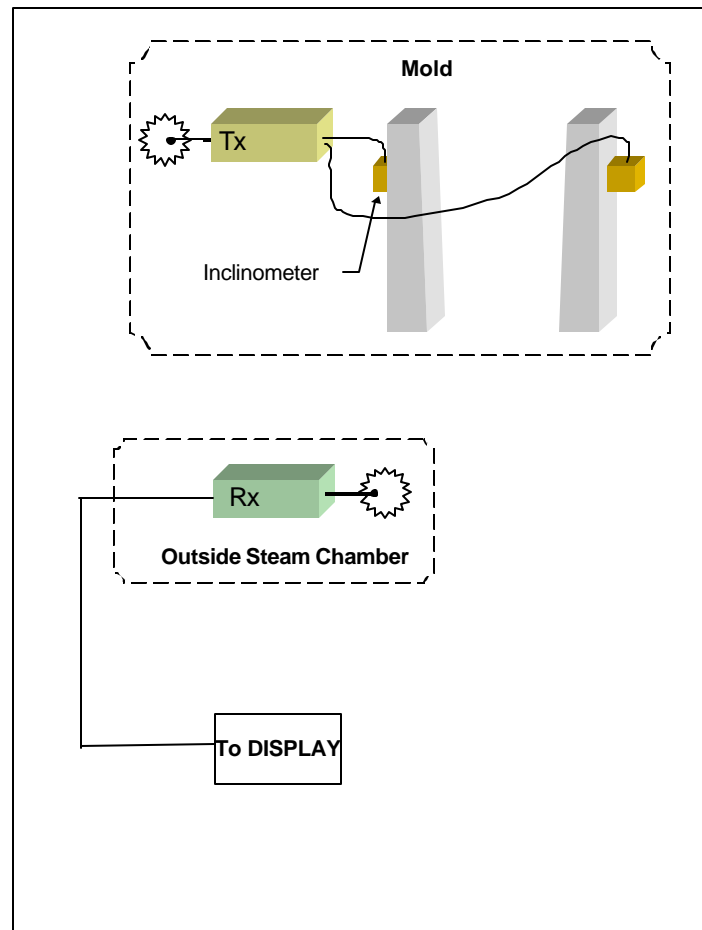 Mold
Tx
Inclinometer
Rx
Outside Steam Chamber
To DISPLAY